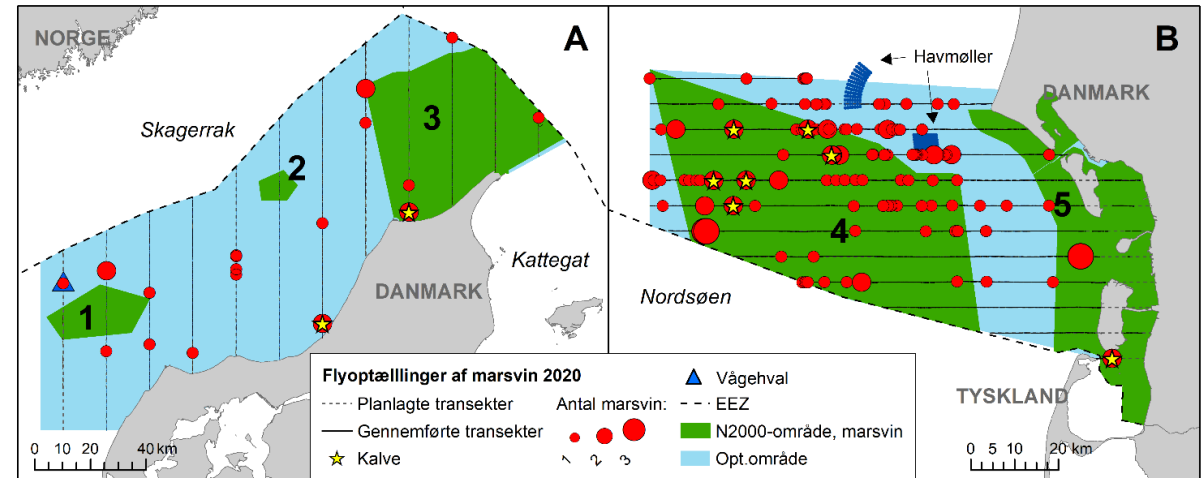 NORGE
A
Skagerrak
3
2
1
Kattegat
DANMARK
0 10 20 40 km
B
Havmøller
DANMARK
5
4
Nordsøen
TYSKLAND
0 5 10 20 km
Flyoptælllinger af marsvin 2020
Planlagte transekter
Gennemførte transekter
Kalve
Antal marsvin:
1 2 3
Vågehval
EEZ
N2000-område, marsvin
Opt.område